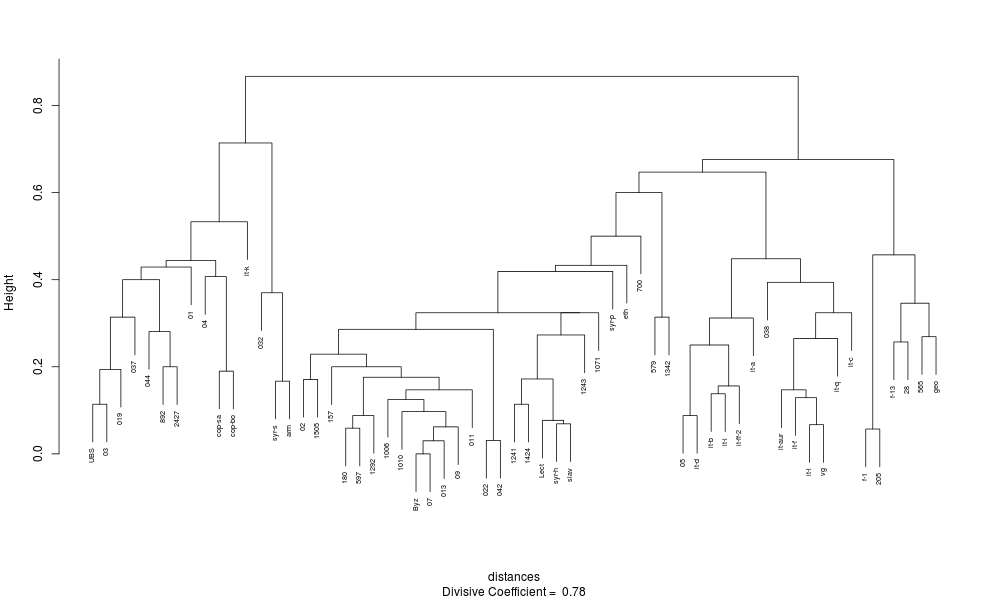 Height
0.8
0.6
0.4
0.2
0.0
UBS
03
019
037
044
892
2427
01
04
cop-sa
cop-bo
it-k
032
syr-s
arm
02
1505
157
180
597
1292
1006
1010
Byz
07
013
09
011
022
042
1241
1424
Lect
syr-h
slav
1243
1071
syr-p
eth
700
579
1342
05
it-d
it-b
it-i
it-ff-2
it-a
038
it-aur
it-f
it-l
vg
it-q
it-c
f-1
205
f-13
28
565
geo
distances
Divisive Coefficient = 0.78